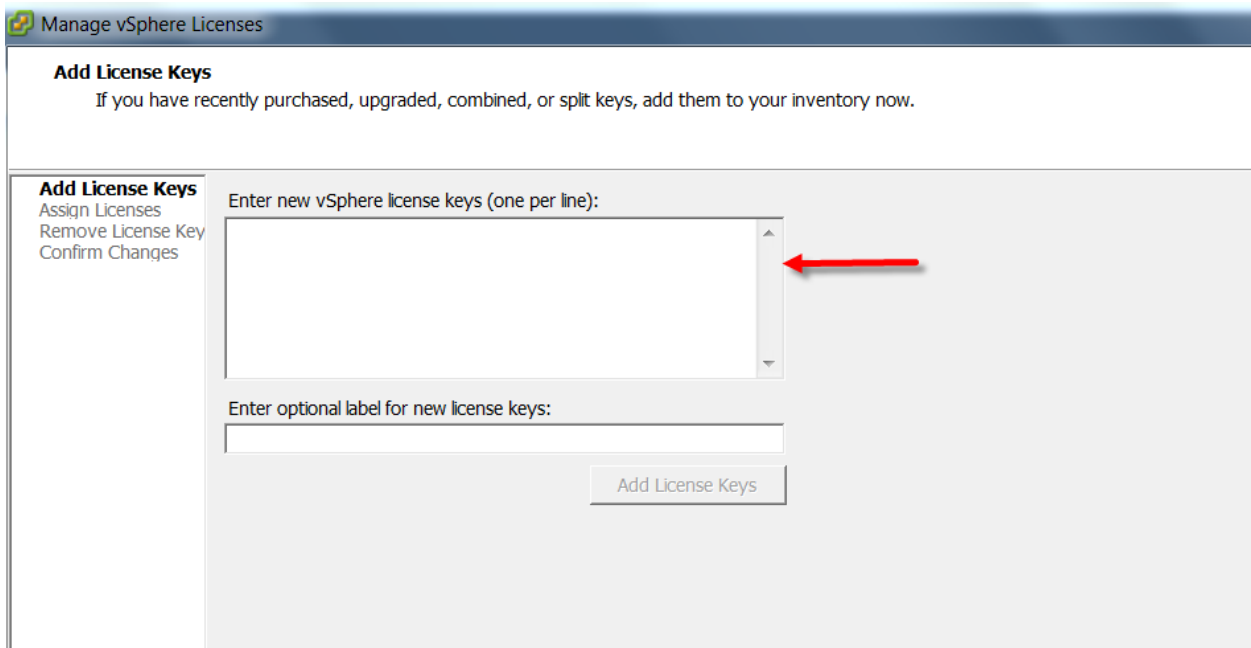 Manage vSphere Licenses
Add License Keys
If you have recently purchased, upgraded, combined, or split keys, add them to your inventory now.
Add License Keys
Assign Licenses
Remove License Key
Confirm Changes
Enter new vSphere license keys (one per line):
Enter optional label for new license keys:
Add License Keys